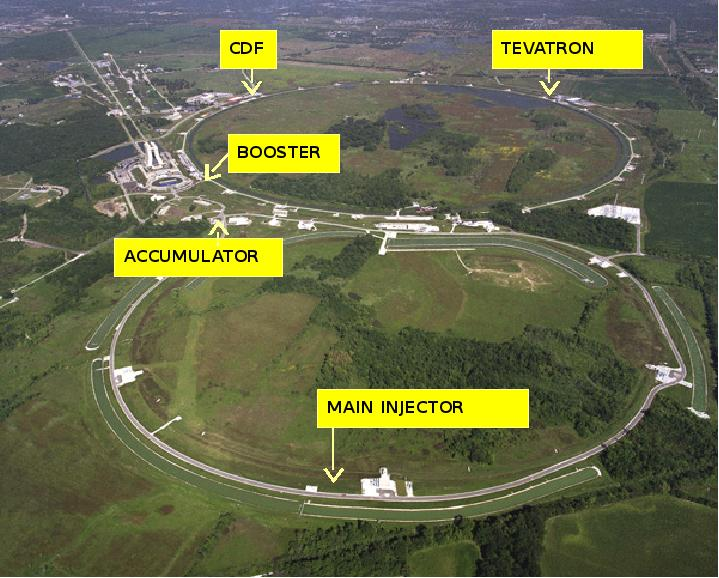 CDF
TEVATRON
BOOSTER
ACCUMULATOR
MAIN INJECTOR